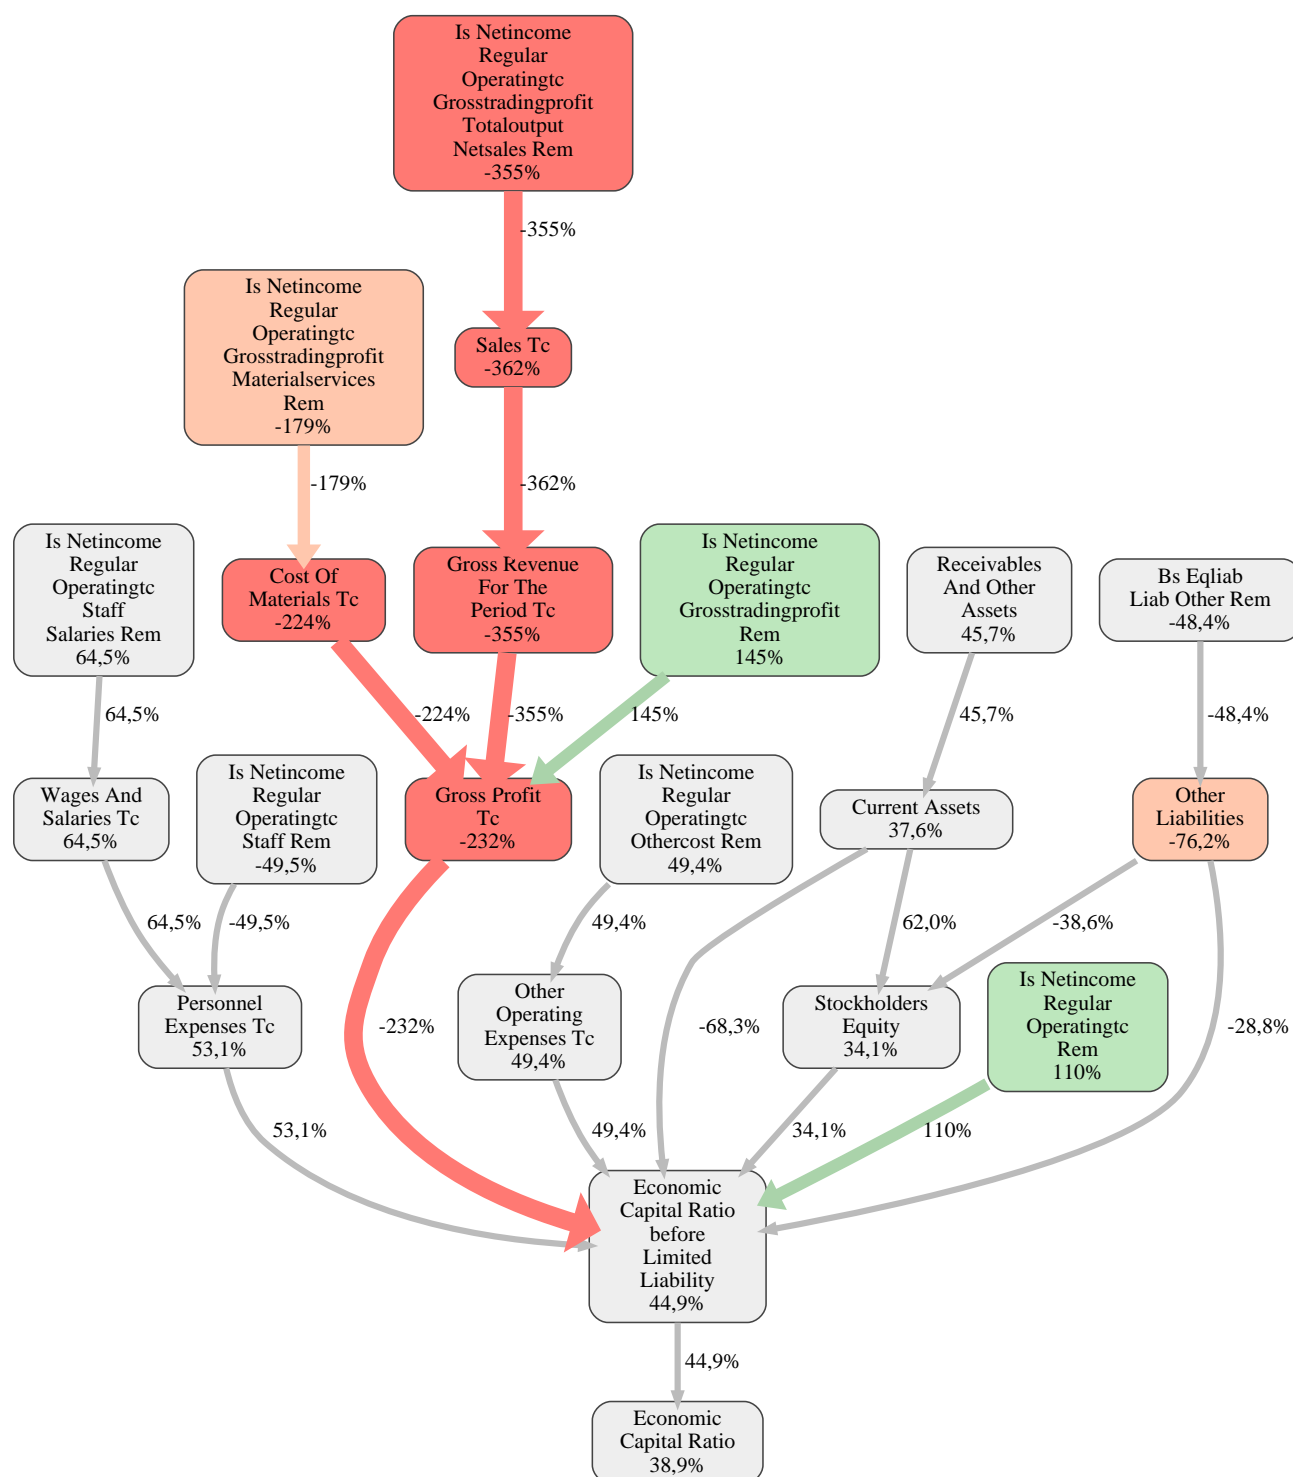 Is Netincome
Regular
Operatingtc
Grosstradingprofit
Totaloutput
Netsales Rem
-355%
-355%
Is Netincome
Regular
Operatingtc
Grosstradingprofit
Materialservices
Rem
-179%
Sales Tc
-362%
-179%
-362%
Is Netincome
Regular
Operatingtc
Staff
Salaries Rem
64,5%
Cost Of
Materials Tc
-224%
Gross Revenue
For The
Period Tc
-355%
Is Netincome
Regular
Operatingtc
Grosstradingprofit
Rem
145%
Receivables
And Other
Assets
45,7%
Bs Eqliab
Liab Other Rem
-48,4%
64,5%
-224%
-355%
145%
45,7%
-48,4%
Wages And
Salaries Tc
64,5%
Is Netincome
Regular
Operatingtc
Staff Rem
-49,5%
Gross Profit
Tc
-232%
Is Netincome
Regular
Operatingtc
Othercost Rem
49,4%
Current Assets
37,6%
Other
Liabilities
-76,2%
64,5%
-49,5%
49,4%
62,0%
-38,6%
Personnel
Expenses Tc
53,1%
-232%
Other
Operating
Expenses Tc
49,4%
-68,3%
Stockholders
Equity
34,1%
Is Netincome
Regular
Operatingtc
Rem
110%
-28,8%
53,1%
49,4%
34,1%
110%
Economic
Capital Ratio
before
Limited
Liability
44,9%
44,9%
Economic
Capital Ratio
38,9%